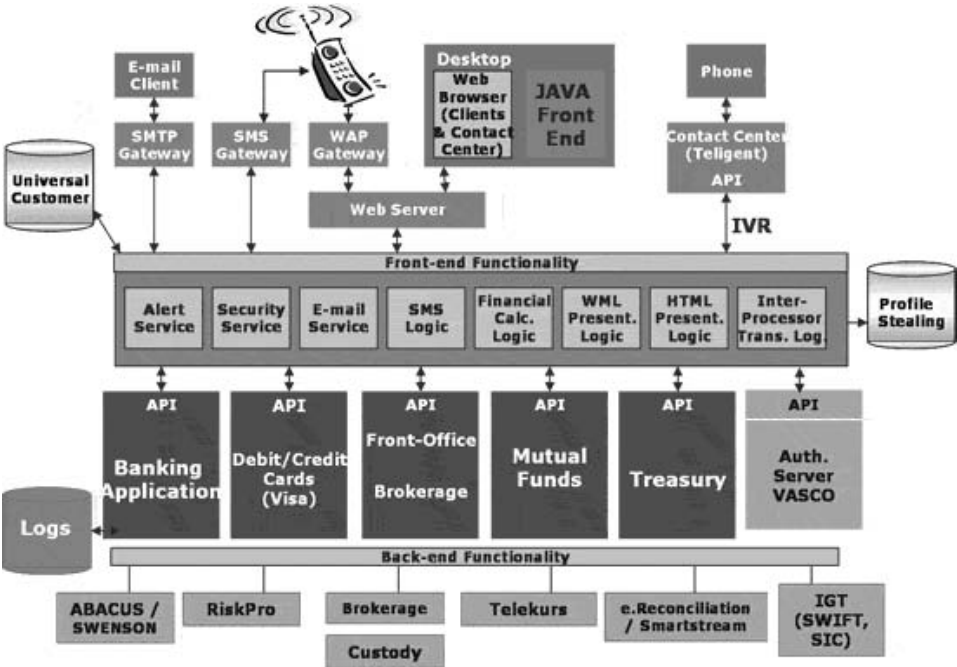 E-mail
Client
Desktop
Web
Browser
(Clients
& Contact
Center)
JAVA
Front
End
Phone
SMTP
Gateway
SMS
Gateway
WAP
Gateway
Contact Center
(Teligent)
API
Universal
Customer
Web Server
IVR
Front-end Functionality
Alert
Service
Security
Service
E-mail
Service
SMS
Logic
Financial
Calc.
Logic
WML
Present.
Logic
HTML
Present.
Logic
Inter-
Processor
Trans. Log.
Profile
Stealing
API
Banking
Application
API
Debit/Credit
Cards
(Visa)
API
Front-Office
Brokerage
API
Mutual
Funds
API
Treasury
API
Auth.
Server
VASCO
Logs
Back-end Functionality
ABACUS /
SWENSON
RiskPro
Brokerage
Custody
Telekurs
e.Reconciliation
/ Smartstream
IGT
(SWIFT,
SIC)